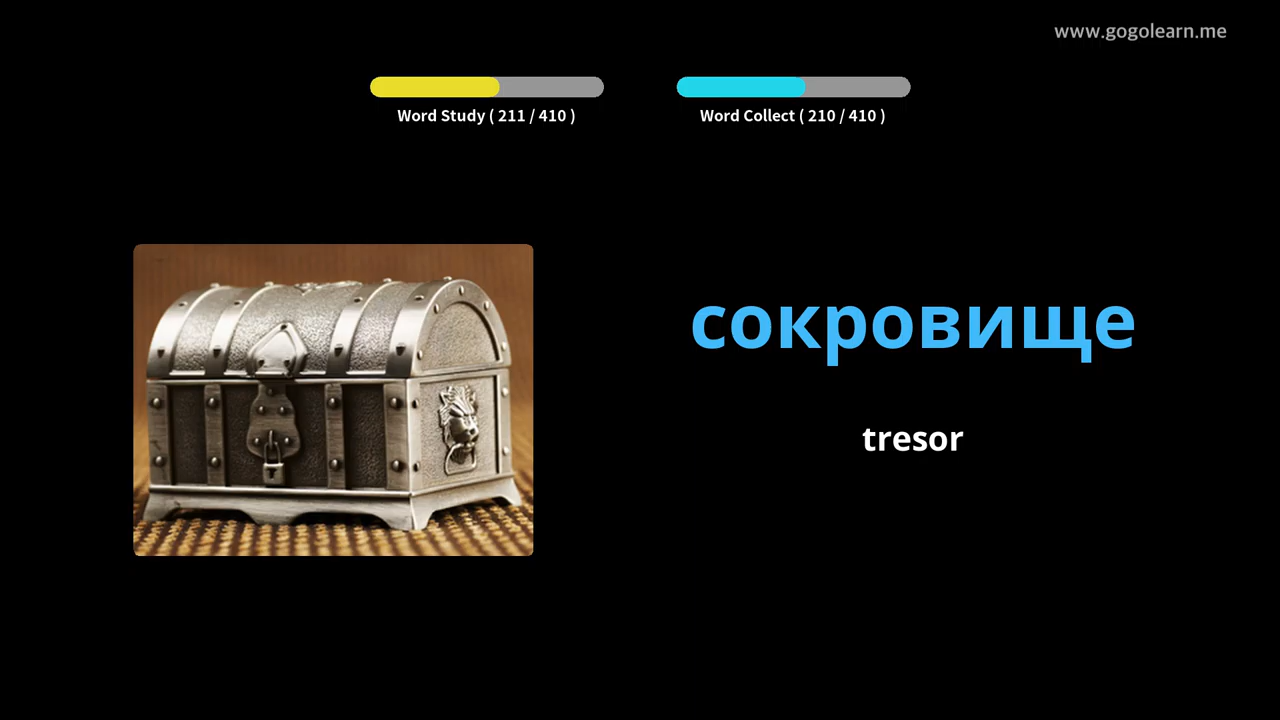 www.gogolearn.me
Word Study ( 211 / 410 )
Word Collect ( 210 / 410 )
сокровище
tresor